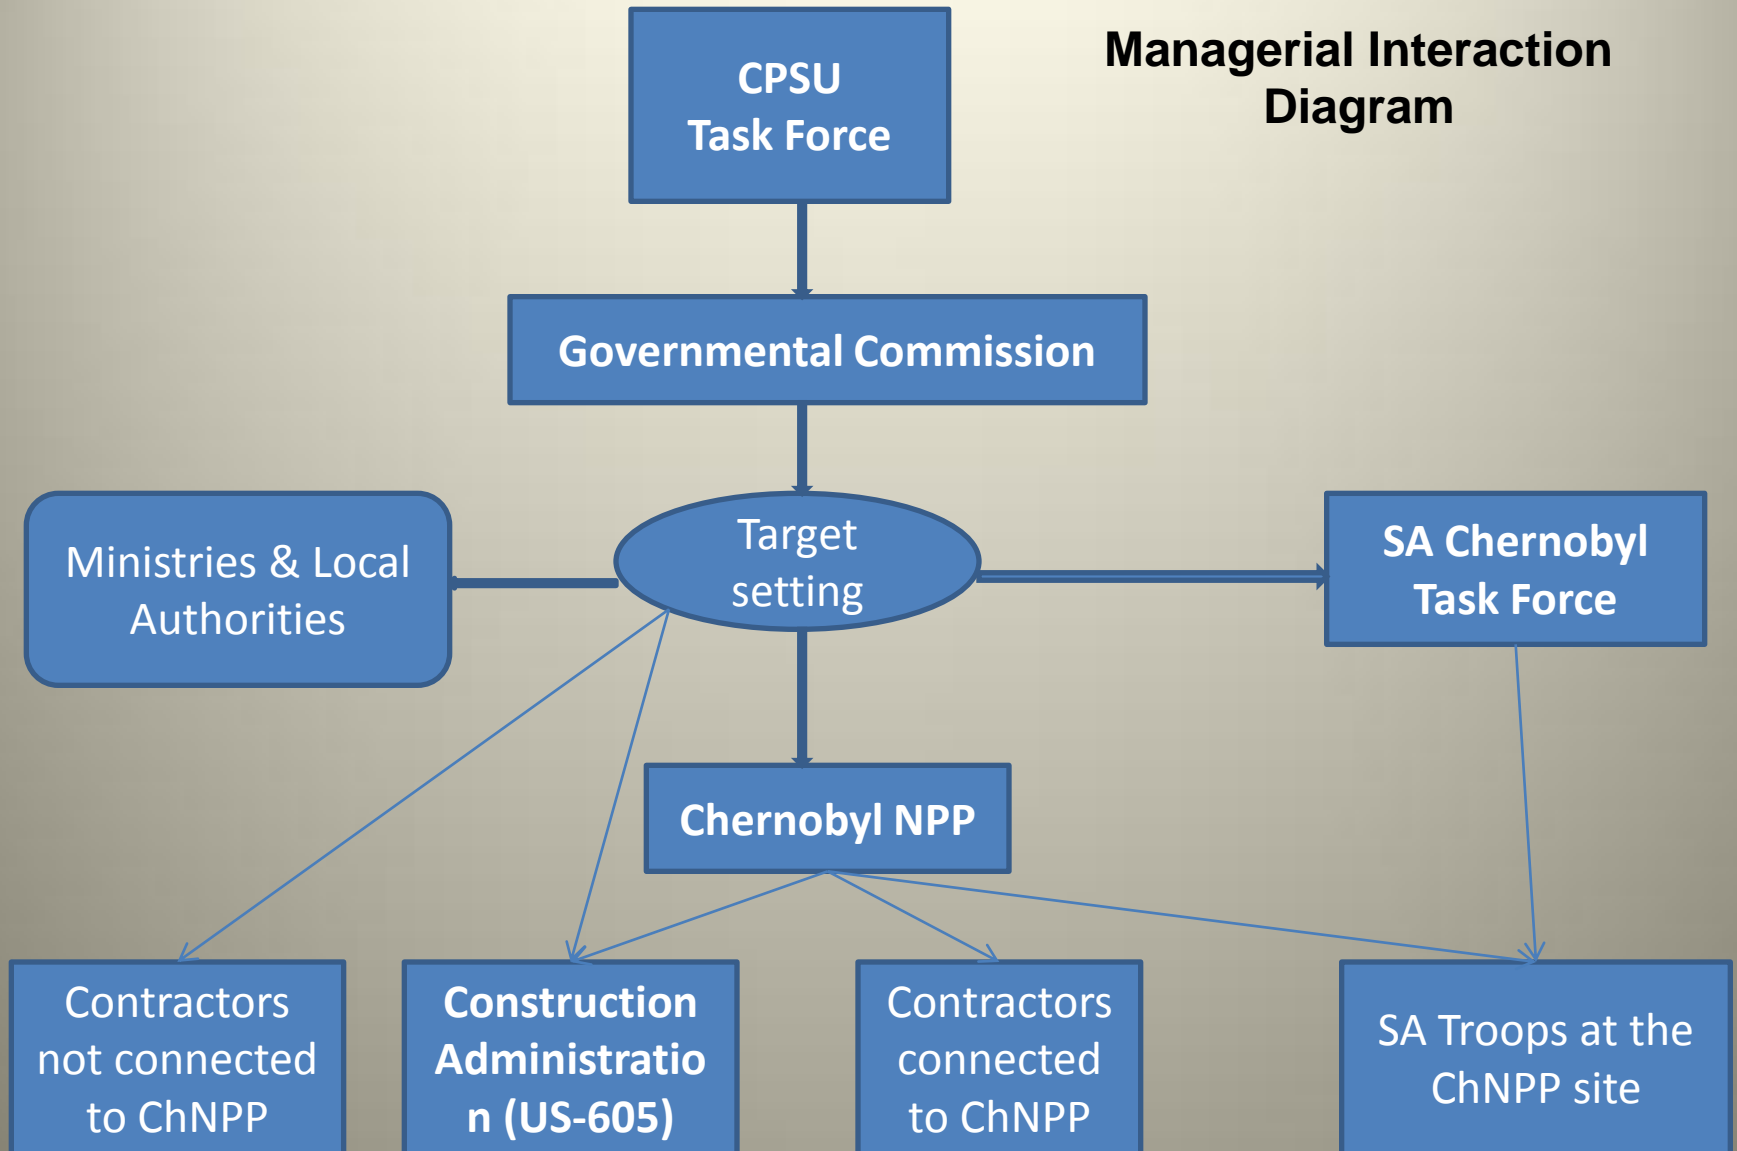 Managerial Interaction
Diagram
CPSU
Task Force
Governmental Commission
Target
setting
Ministries & Local
Authorities
SA Chernobyl
Task Force
Chernobyl NPP
Contractors
not connected
to ChNPP
Construction
Administratio
n (US-605)
Contractors
connected
to ChNPP
SA Troops at the
ChNPP site